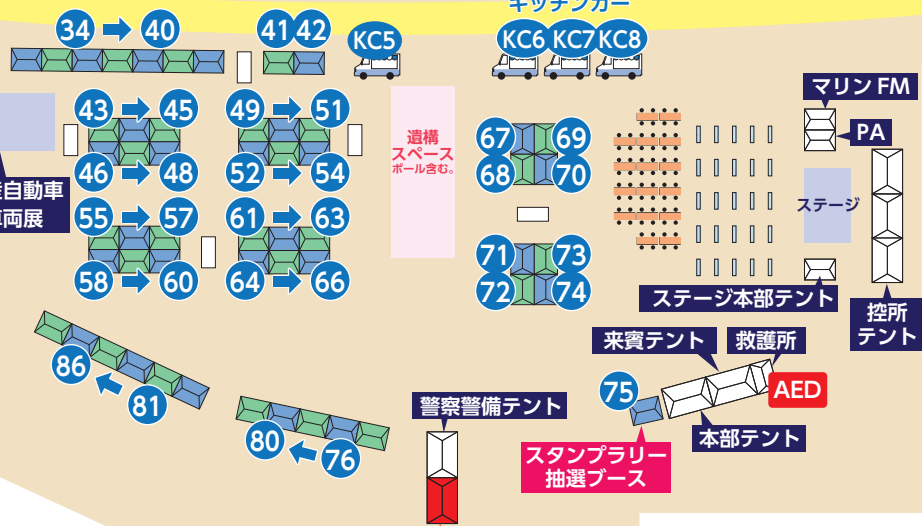 キッチンカー
34 ➡ 40
41 42
KC5
KC6 KC7 KC8
マリン FM
PA
43 ➡ 45
49 ➡ 51
遺構
スペース
ポール含む。
67 69
68 70
46 ➡ 48
52 ➡ 54
自動車
両展
ステージ
55 ➡ 57
61 ➡ 63
58 ➡ 60
64 ➡ 66
71 73
72 74
ステージ本部テント
控所
テント
来賓テント
救護所
86 ⬅ 81
75
AED
警察警備テント
本部テント
80 ⬅ 76
スタンプラリー
抽選ブース